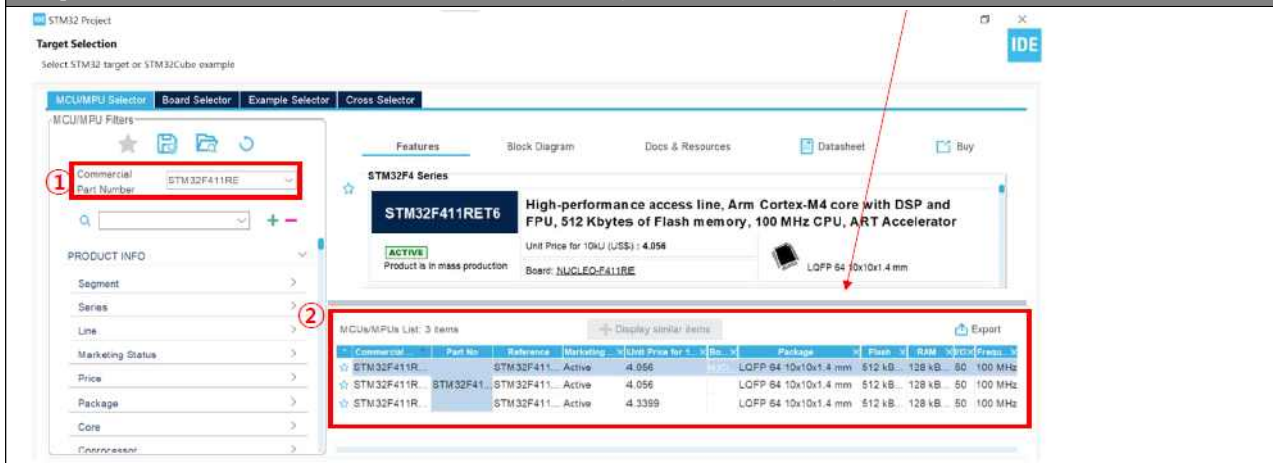 IDE STM32 Project
Target Selection
Select STM32 target or STM32Cube example
IDE
MCU/MPU Selector Board Selector Example Selector Cross Selector
MCU/MPU Filters
Features Block Diagram Docs & Resources Datasheet Buy
① Commercial Part Number STM32F411RE
STM32F4 Series
STM32F411RET6
High-performance access line, Arm Cortex-M4 core with DSP and
FPU, 512 Kbytes of Flash memory, 100 MHz CPU, ART Accelerator
ACTIVE
Product is in mass production
Unit Price for 10kU (US$) : 4.056
Board: NUCLEO-F411RE
LQFP 64 10x10x1.4 mm
PRODUCT INFO
Segment
Series
Line
Marketing Status
Price
Package
Core
Coprocessor
②
MCUs/MPUs List: 3 items + Display similar items Export
* Commercial... Part No Reference Marketing... X Unit Price for 1... X Bo... X Package X Flash X RAM X I/O X Frequ... X
STM32F411R... STM32F411... Active 4.056 LQFP 64 10x10x1.4 mm 512 kB... 128 kB... 50 100 MHz
STM32F411R... STM32F41... STM32F411... Active 4.056 LQFP 64 10x10x1.4 mm 512 kB... 128 kB... 50 100 MHz
STM32F411R... STM32F411... Active 4.3399 LQFP 64 10x10x1.4 mm 512 kB... 128 kB... 50 100 MHz